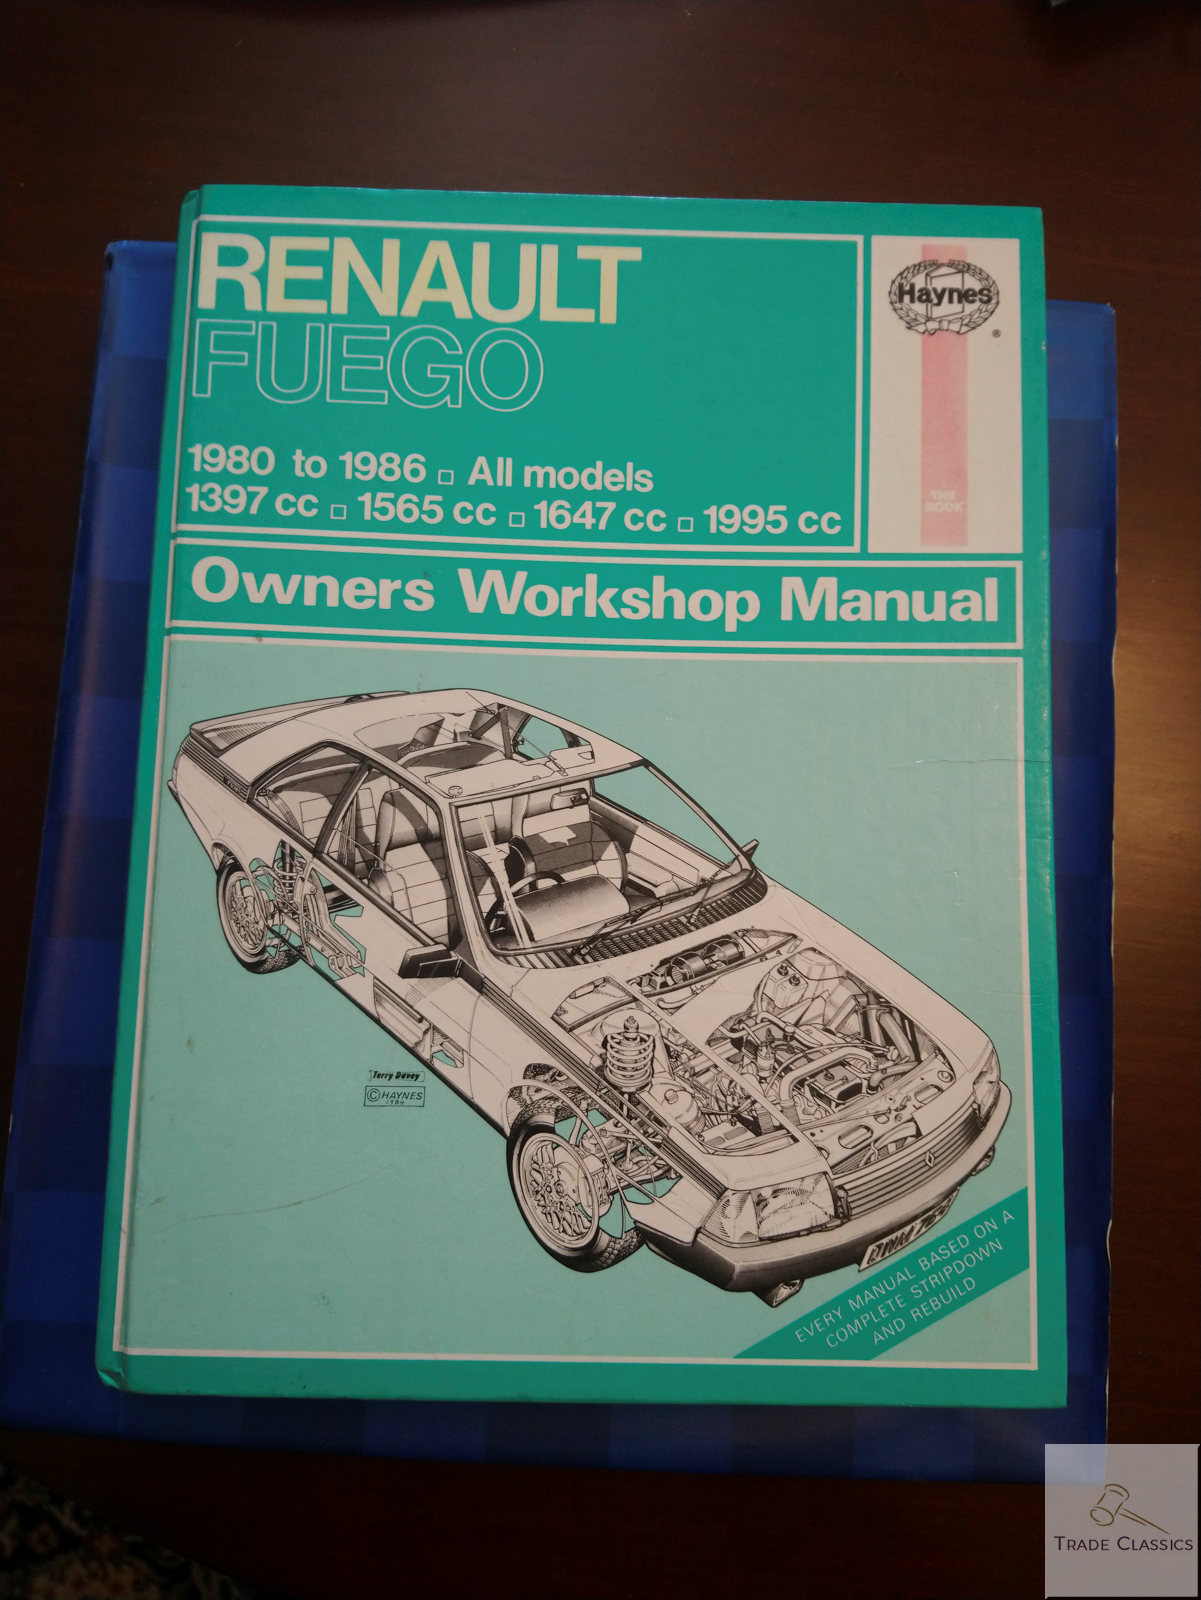 RENAULT
FUEGO
1980 to 1986 □ All models
1397 cc □ 1565 cc □ 1647 cc □ 1995 cc
Haynes
®
THE
BOOK
Owners Workshop Manual
Terry Davey
© HAYNES
1984
EVERY MANUAL BASED ON A
COMPLETE STRIPDOWN
AND REBUILD
TRADE CLASSICS